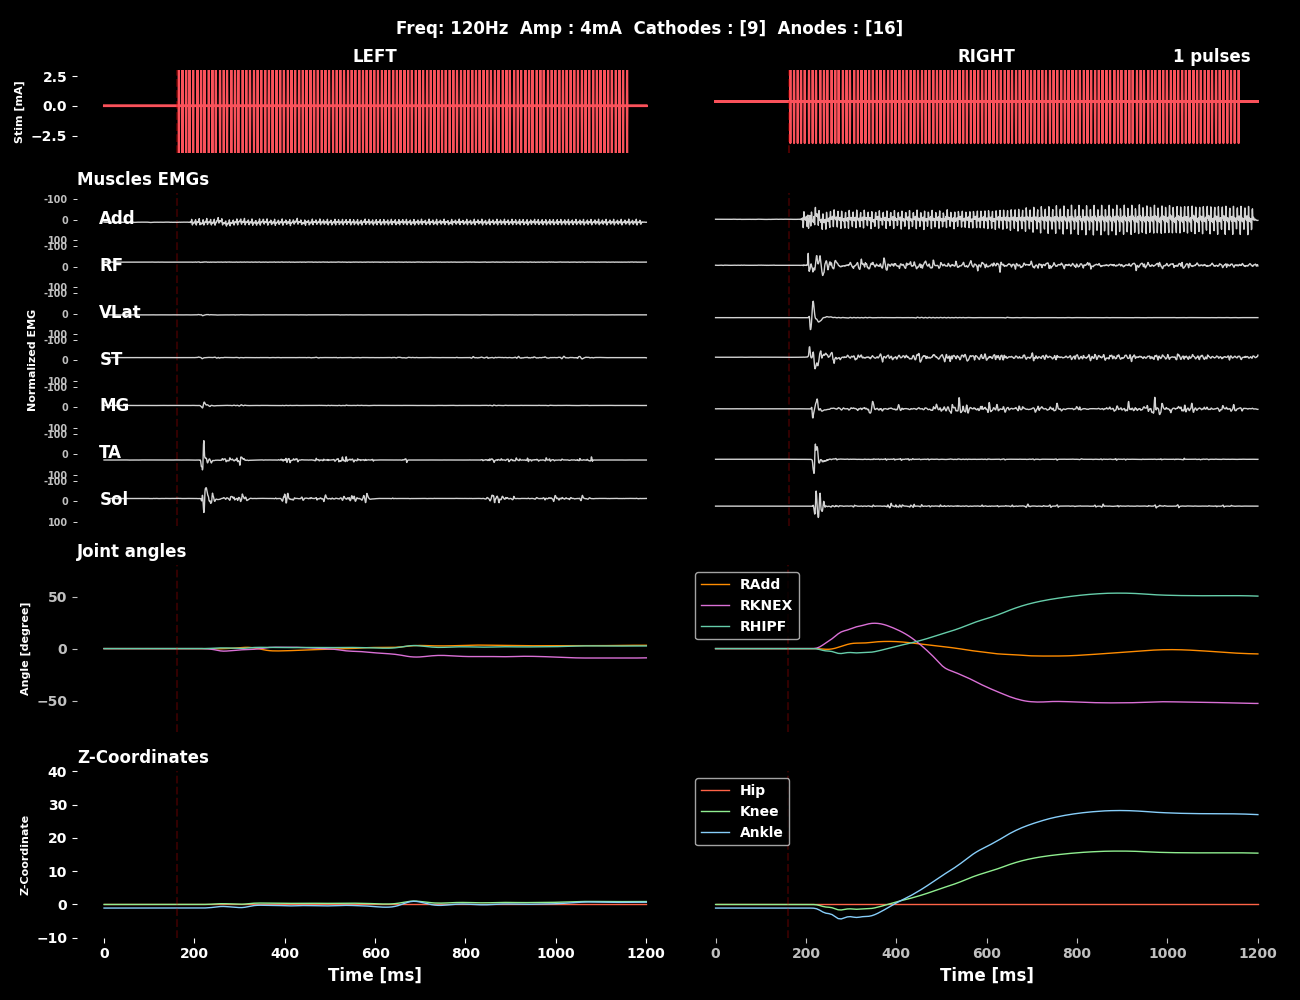 Freq: 120Hz  Amp : 4mA  Cathodes : [9]  Anodes : [16]
LEFT
RIGHT
1 pulses
Stim [mA]
2.5
0.0
−2.5
Muscles EMGs
Normalized EMG
-100
Add
0
100
-100
RF
0
100
-100
VLat
0
100
-100
ST
0
100
-100
MG
0
100
-100
TA
0
100
-100
Sol
0
100
Joint angles
Angle [degree]
50
0
−50
RAdd
RKNEX
RHIPF
Z-Coordinates
Z-Coordinate
40
30
20
10
0
−10
Hip
Knee
Ankle
0 200 400 600 800 1000 1200
0 200 400 600 800 1000 1200
Time [ms]
Time [ms]